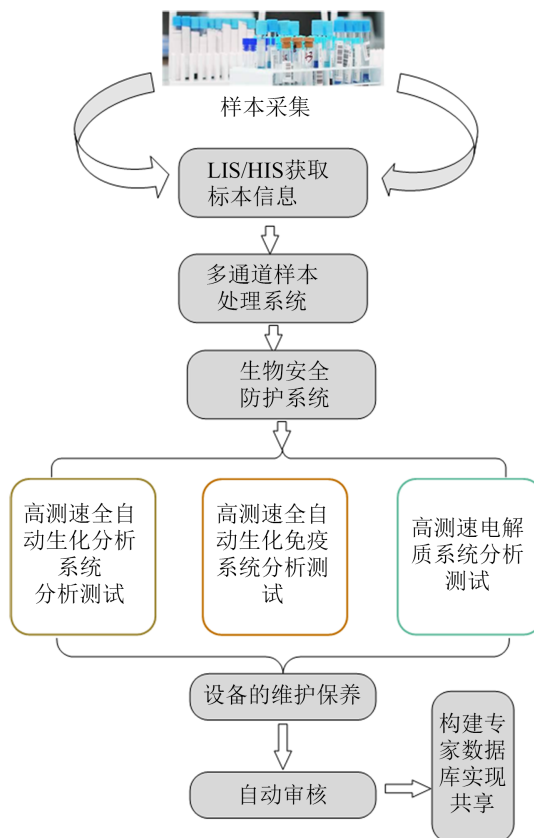 样本采集
LIS/HIS获取
标本信息
多通道样本
处理系统
生物安全
防护系统
高测速全自
动生化分析
系统
分析测试
高测速全自
动生化免疫
系统分析测
试
高测速电解
质系统分析
测试
设备的维护保养
自动审核
构建专
家数据
库实现
共享